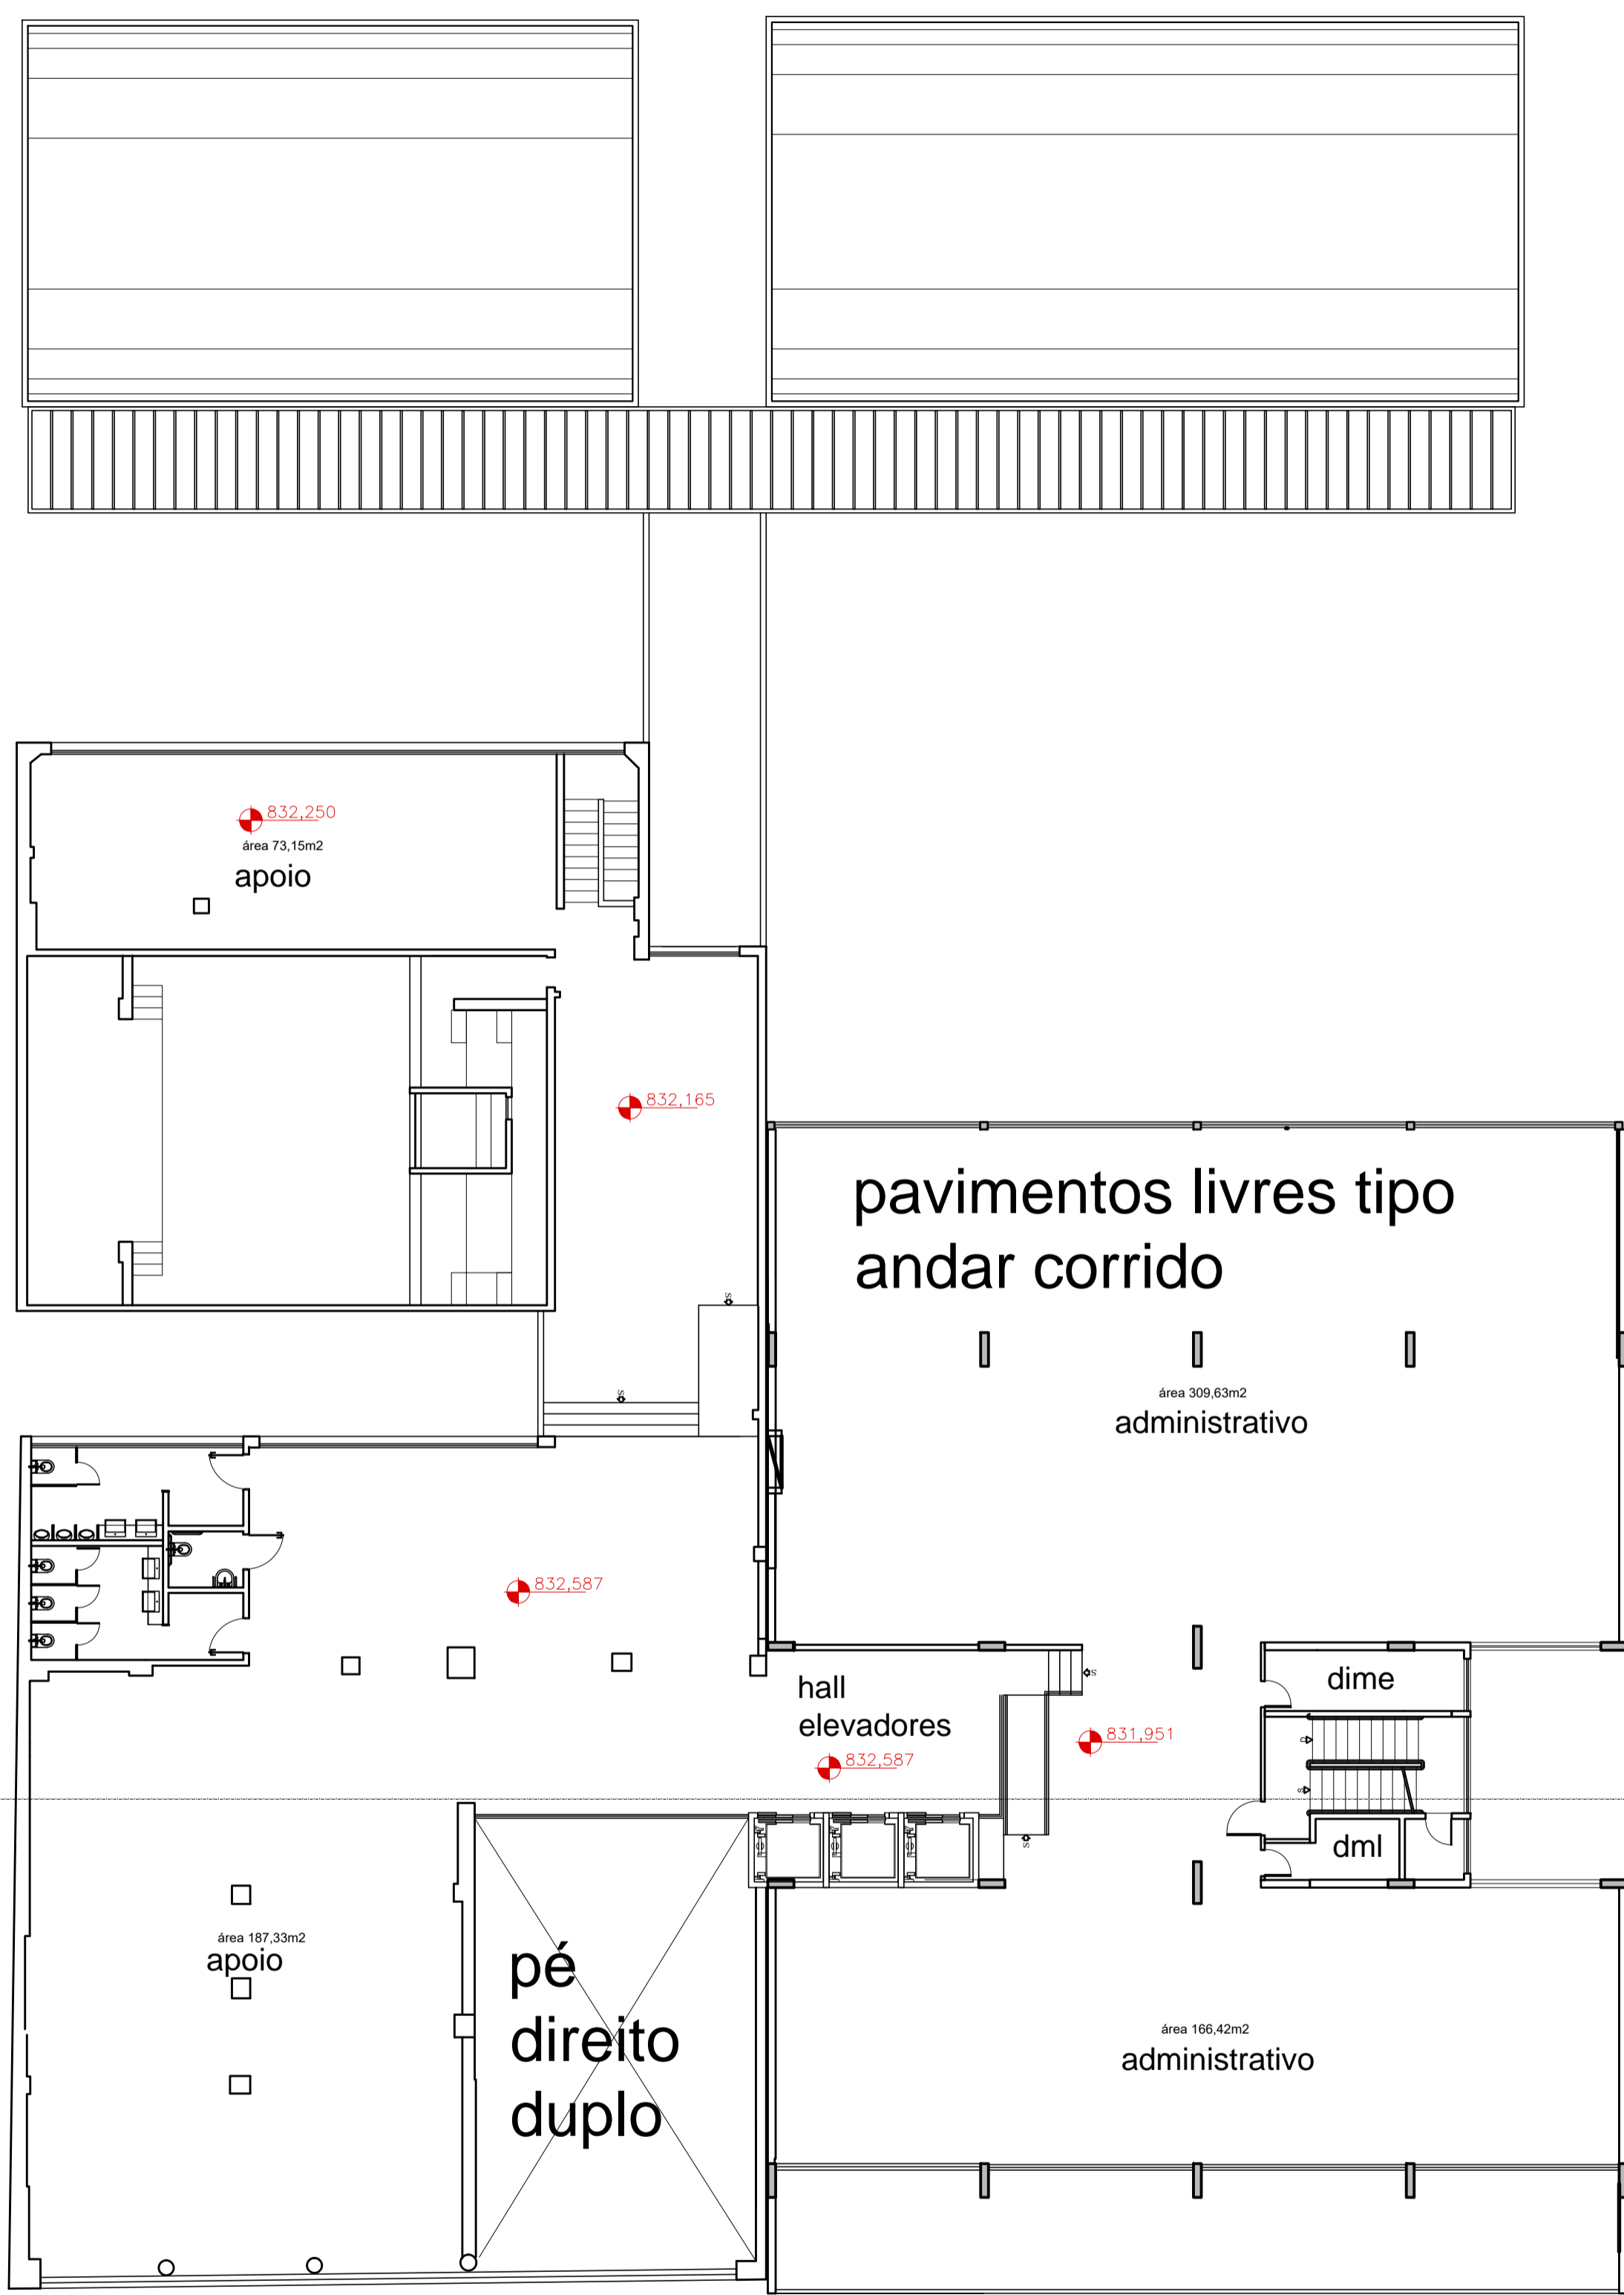 832,250
área 73,15m2
apoio
832,165
pavimentos livres tipo
andar corrido
S
S
área 309,63m2
administrativo
832,587
hall
elevadores
832,587
S
831,951
dime
D
S
S
dml
área 187,33m2
apoio
pé
direito
duplo
área 166,42m2
administrativo